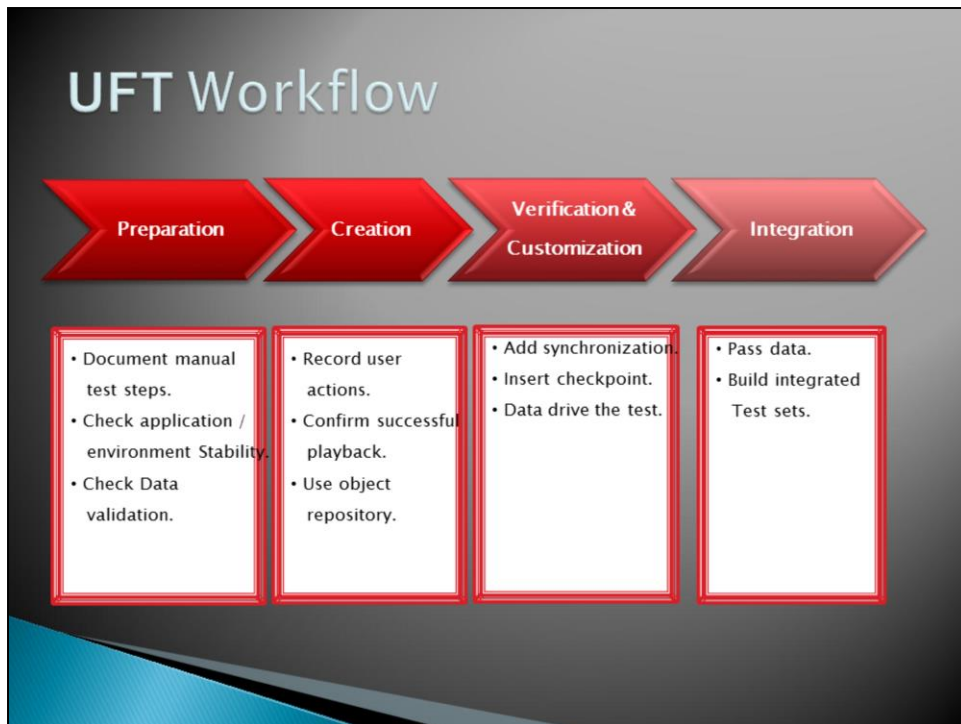 UFT Workflow
Preparation
Creation
Verification &
Customization
Integration
• Document manual
test steps.
• Check application /
environment Stability.
• Check Data
validation.
• Record user
actions.
• Confirm successful
playback.
• Use object
repository.
• Add synchronization.
• Insert checkpoint.
• Data drive the test.
• Pass data.
• Build integrated
Test sets.